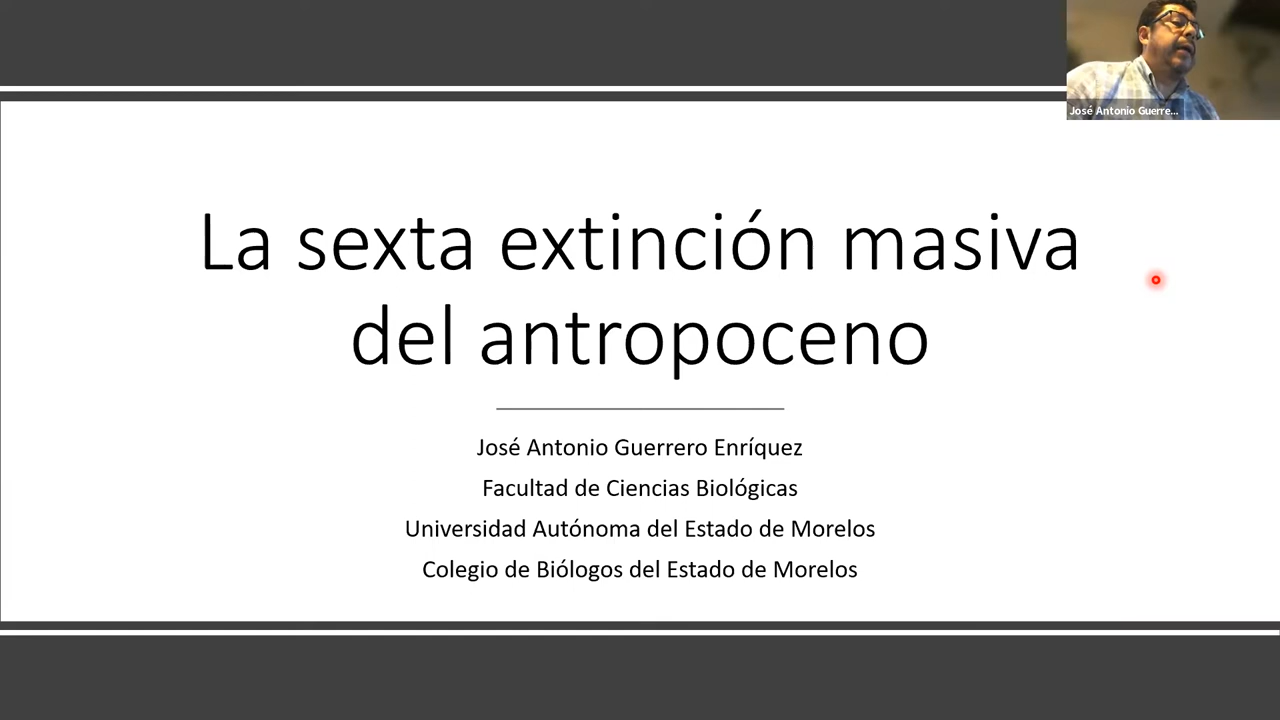 José Antonio Guerre...
La sexta extinción masiva
del antropoceno
José Antonio Guerrero Enríquez
Facultad de Ciencias Biológicas
Universidad Autónoma del Estado de Morelos
Colegio de Biólogos del Estado de Morelos